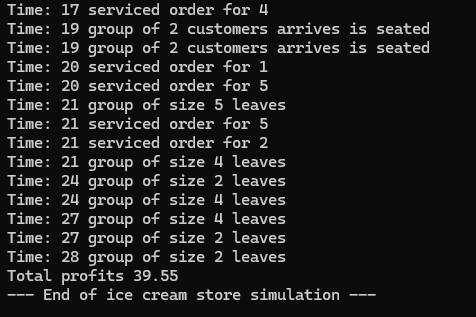 Time: 17 serviced order for 4
Time: 19 group of 2 customers arrives is seated
Time: 19 group of 2 customers arrives is seated
Time: 20 serviced order for 1
Time: 20 serviced order for 5
Time: 21 group of size 5 leaves
Time: 21 serviced order for 5
Time: 21 serviced order for 2
Time: 21 group of size 4 leaves
Time: 24 group of size 2 leaves
Time: 24 group of size 4 leaves
Time: 27 group of size 4 leaves
Time: 27 group of size 2 leaves
Time: 28 group of size 2 leaves
Total profits 39.55
--- End of ice cream store simulation ---